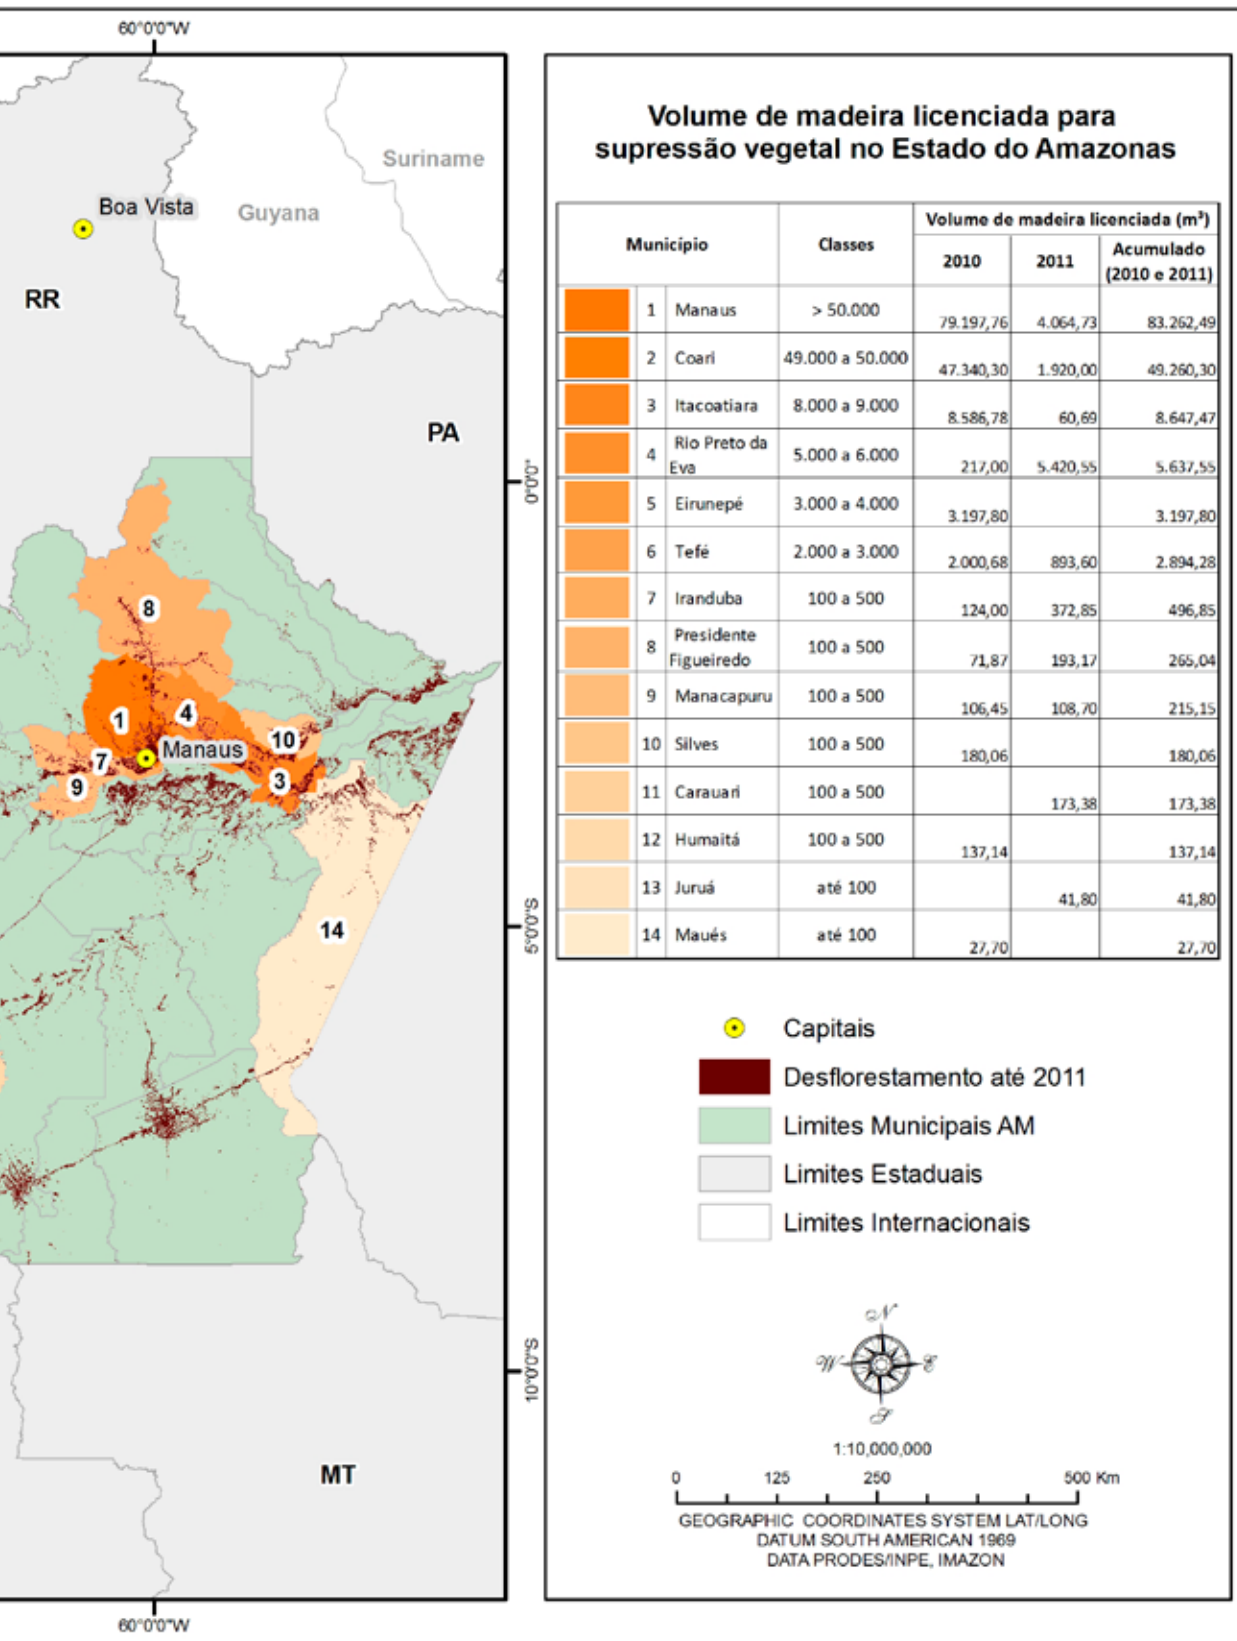 60°0'0"W
Suriname
Guyana
Boa Vista
RR
PA
0°0'0"
8
1
4
10
Manaus
7
3
9
14
5°0'0"S
10°0'0"S
MT
60°0'0"W
Volume de madeira licenciada para
supressão vegetal no Estado do Amazonas
Município Classes Volume de madeira licenciada (m³)
2010 2011 Acumulado
(2010 e 2011)
1 Manaus > 50.000 79.197,76 4.064,73 83.262,49
2 Coari 49.000 a 50.000 47.340,30 1.920,00 49.260,30
3 Itacoatiara 8.000 a 9.000 8.586,78 60,69 8.647,47
4 Rio Preto da
Eva 5.000 a 6.000 217,00 5.420,55 5.637,55
5 Eirunepé 3.000 a 4.000 3.197,80 3.197,80
6 Tefé 2.000 a 3.000 2.000,68 893,60 2.894,28
7 Iranduba 100 a 500 124,00 372,85 496,85
8 Presidente
Figueiredo 100 a 500 71,87 193,17 265,04
9 Manacapuru 100 a 500 106,45 108,70 215,15
10 Silves 100 a 500 180,06 180,06
11 Carauari 100 a 500 173,38 173,38
12 Humaitá 100 a 500 137,14 137,14
13 Juruá até 100 41,80 41,80
14 Maués até 100 27,70 27,70
Capitais
Desflorestamento até 2011
Limites Municipais AM
Limites Estaduais
Limites Internacionais
N
W E
S
1:10,000,000
0 125 250 500 Km
GEOGRAPHIC COORDINATES SYSTEM LAT/LONG
DATUM SOUTH AMERICAN 1969
DATA PRODES/INPE, IMAZON